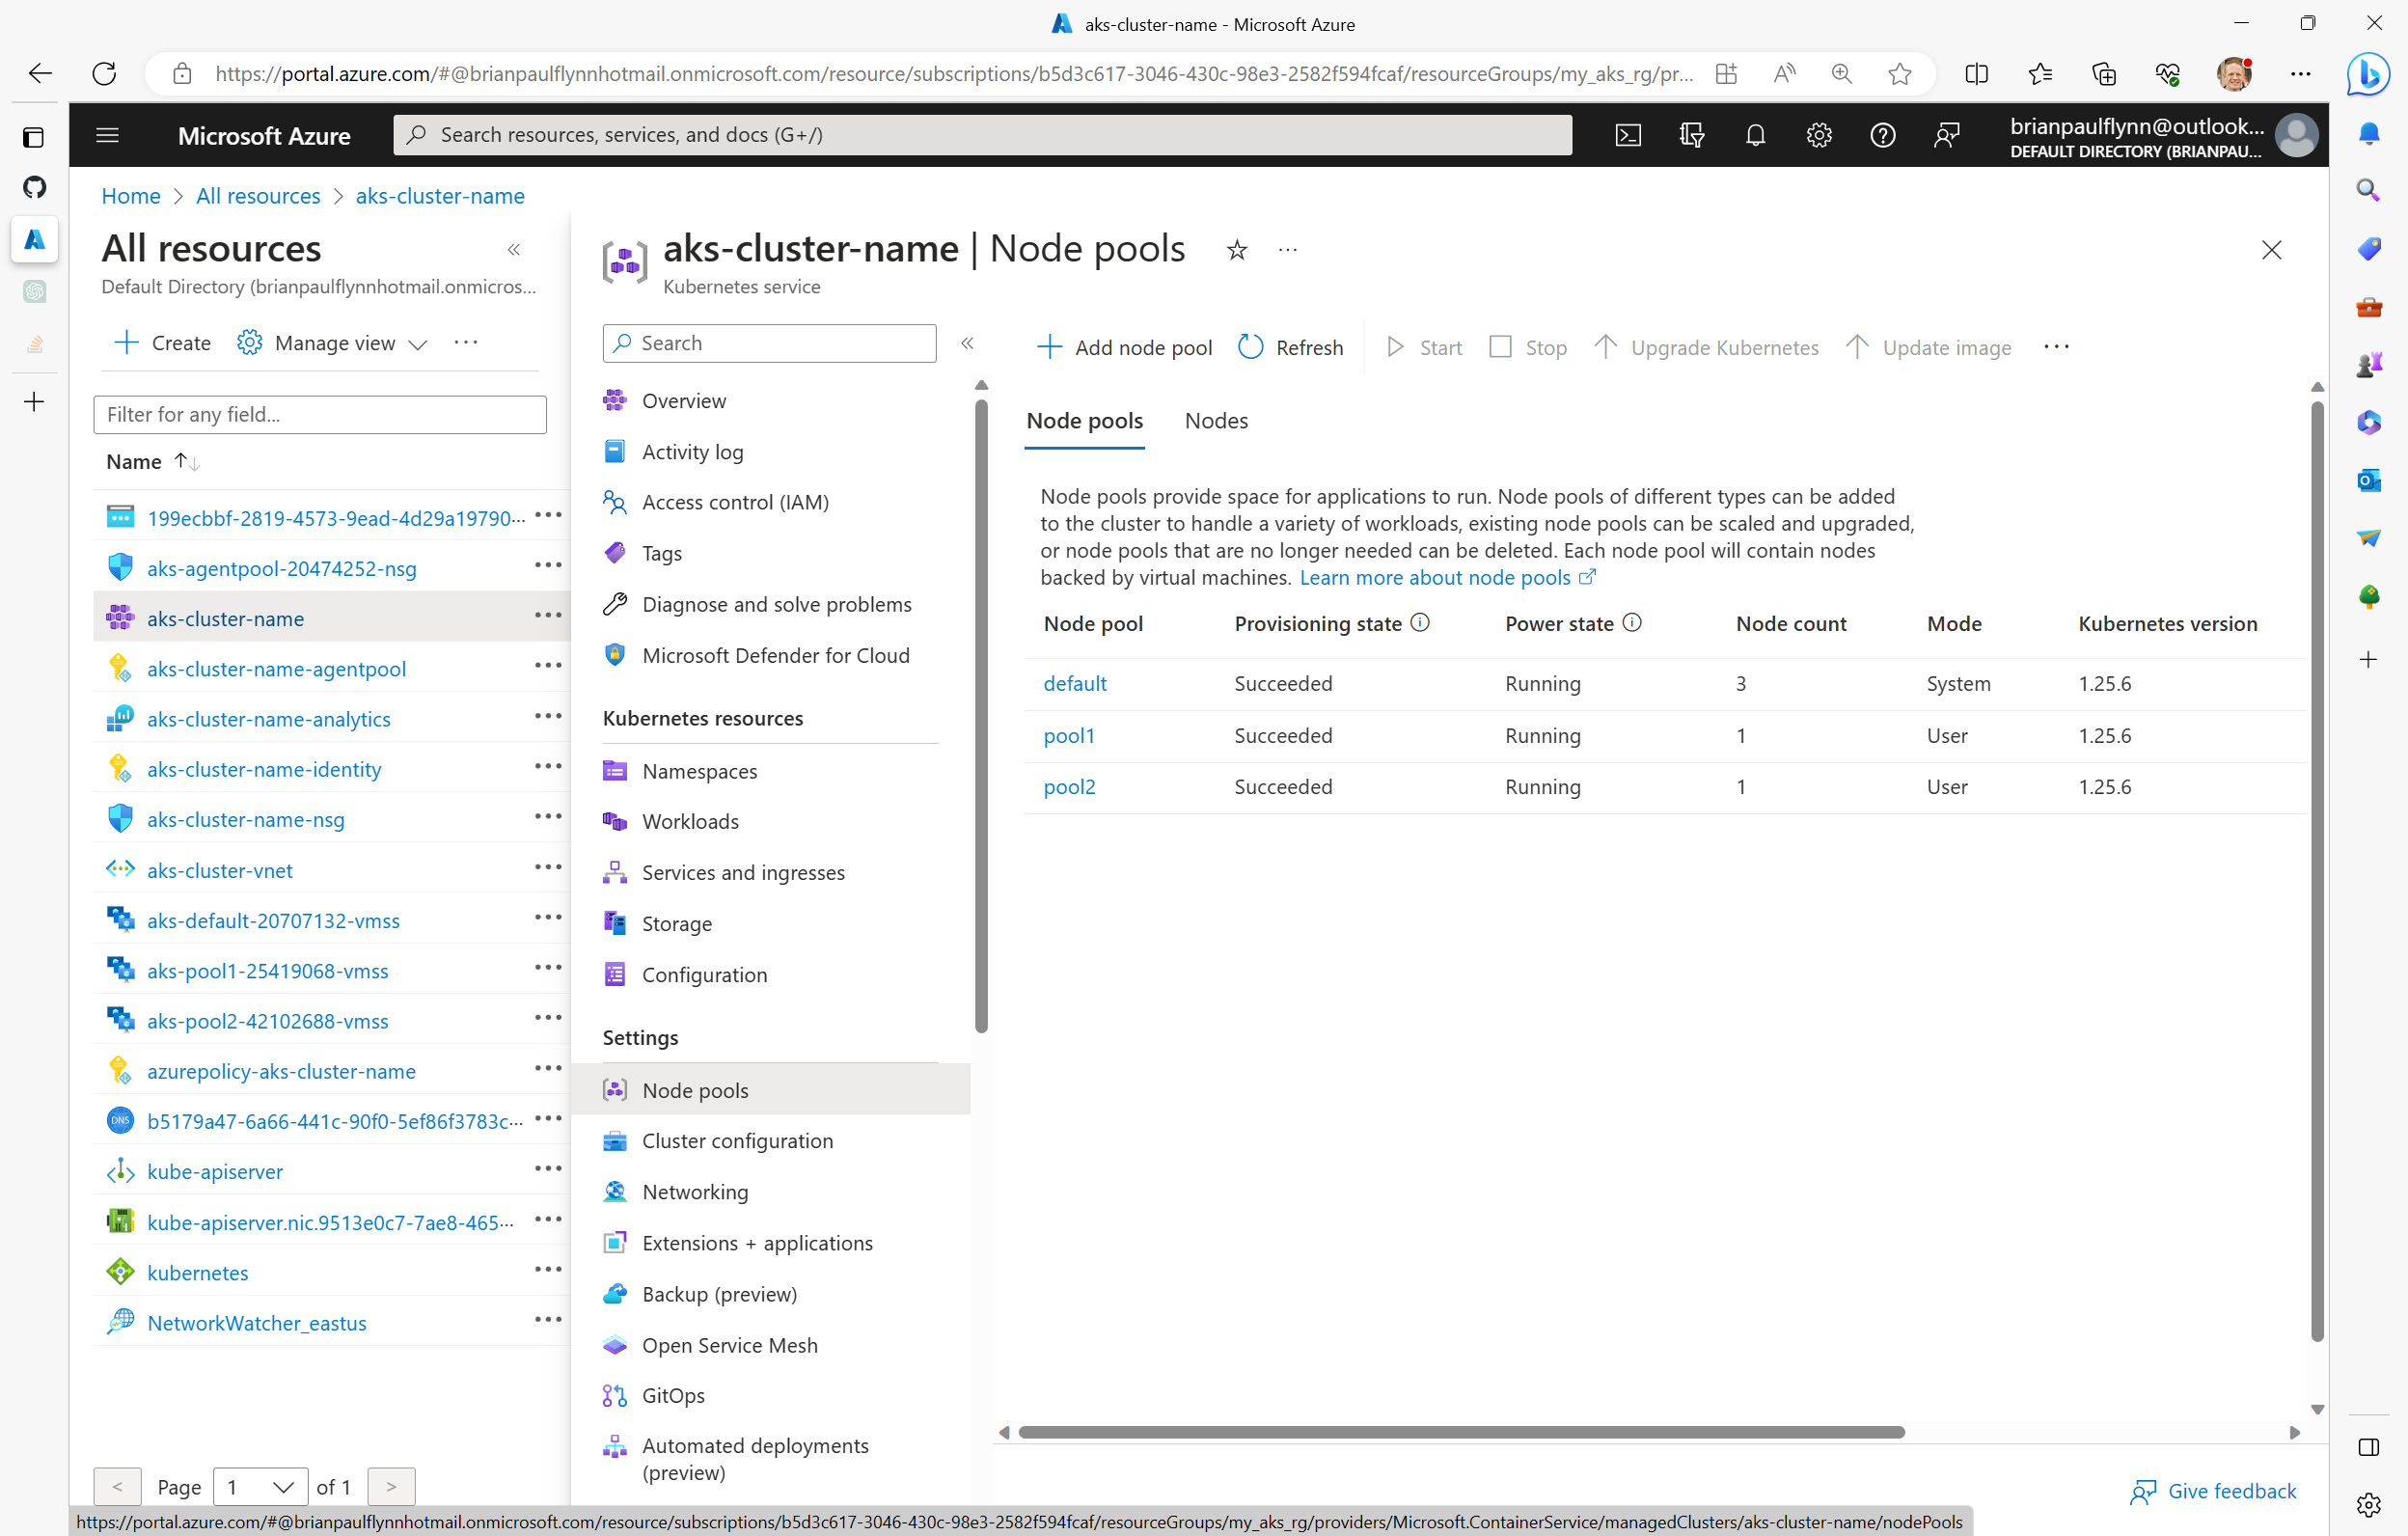 aks-cluster-name - Microsoft Azure
https://portal.azure.com/#@brianpaulflynnhotmail.onmicrosoft.com/resource/subscriptions/b5d3c617-3046-430c-98e3-2582f594fcaf/resourceGroups/my_aks_rg/pr...
Microsoft Azure
Search resources, services, and docs (G+/)
brianpaulflynn@outlook...
DEFAULT DIRECTORY (BRIANPAU...
Home > All resources > aks-cluster-name
All resources
Default Directory (brianpaulflynnhotmail.onmicros...
Create
Manage view
Filter for any field...
Name
199ecbbf-2819-4573-9ead-4d29a19790...
aks-agentpool-20474252-nsg
aks-cluster-name
aks-cluster-name-agentpool
aks-cluster-name-analytics
aks-cluster-name-identity
aks-cluster-name-nsg
aks-cluster-vnet
aks-default-20707132-vmss
aks-pool1-25419068-vmss
aks-pool2-42102688-vmss
azurepolicy-aks-cluster-name
DNS
b5179a47-6a66-441c-90f0-5ef86f3783c...
kube-apiserver
kube-apiserver.nic.9513e0c7-7ae8-465...
kubernetes
NetworkWatcher_eastus
< Page 1 of 1 >
aks-cluster-name | Node pools
Kubernetes service
Search
Overview
Activity log
Access control (IAM)
Tags
Diagnose and solve problems
Microsoft Defender for Cloud
Kubernetes resources
Namespaces
Workloads
Services and ingresses
Storage
Configuration
Settings
Node pools
Cluster configuration
Networking
Extensions + applications
Backup (preview)
Open Service Mesh
GitOps
Automated deployments
(preview)
Add node pool
Refresh
Start
Stop
Upgrade Kubernetes
Update image
Node pools
Nodes
Node pools provide space for applications to run. Node pools of different types can be added
to the cluster to handle a variety of workloads, existing node pools can be scaled and upgraded,
or node pools that are no longer needed can be deleted. Each node pool will contain nodes
backed by virtual machines. Learn more about node pools
Node pool Provisioning state Power state Node count Mode Kubernetes version
default Succeeded Running 3 System 1.25.6
pool1 Succeeded Running 1 User 1.25.6
pool2 Succeeded Running 1 User 1.25.6
Give feedback
https://portal.azure.com/#@brianpaulflynnhotmail.onmicrosoft.com/resource/subscriptions/b5d3c617-3046-430c-98e3-2582f594fcaf/resourceGroups/my_aks_rg/providers/Microsoft.ContainerService/managedClusters/aks-cluster-name/nodePools